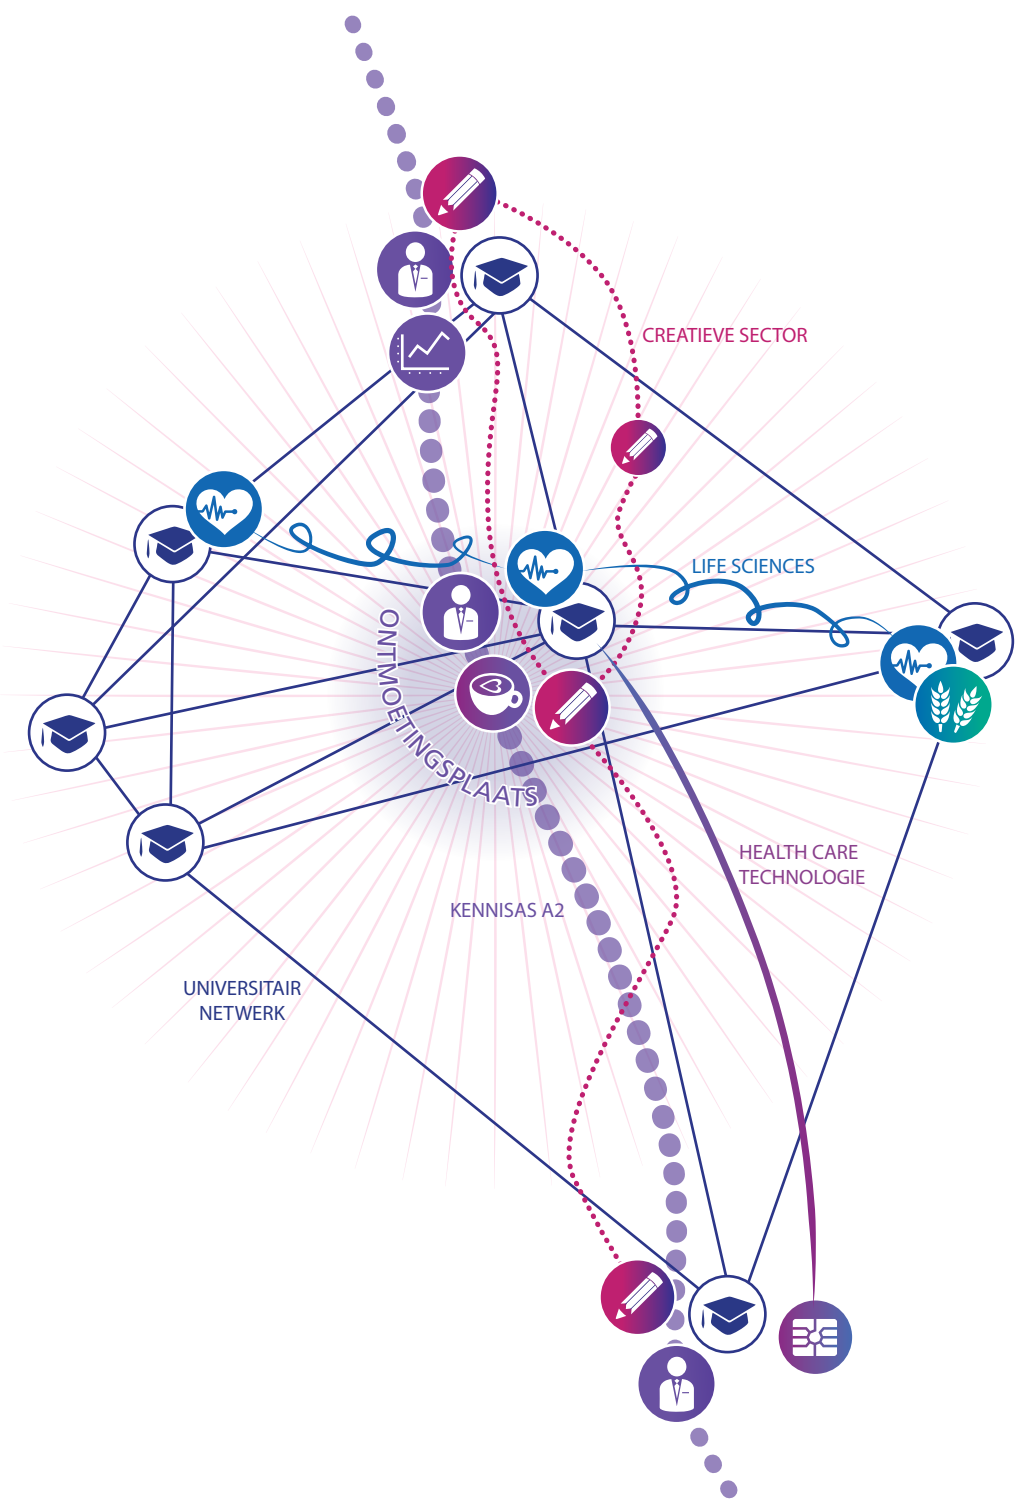 CREATIEVE SECTOR
LIFE SCIENCES
ONTMOETINGSPLAATS
HEALTH CARE
TECHNOLOGIE
KENNISAS A2
UNIVERSITAIR
NETWERK